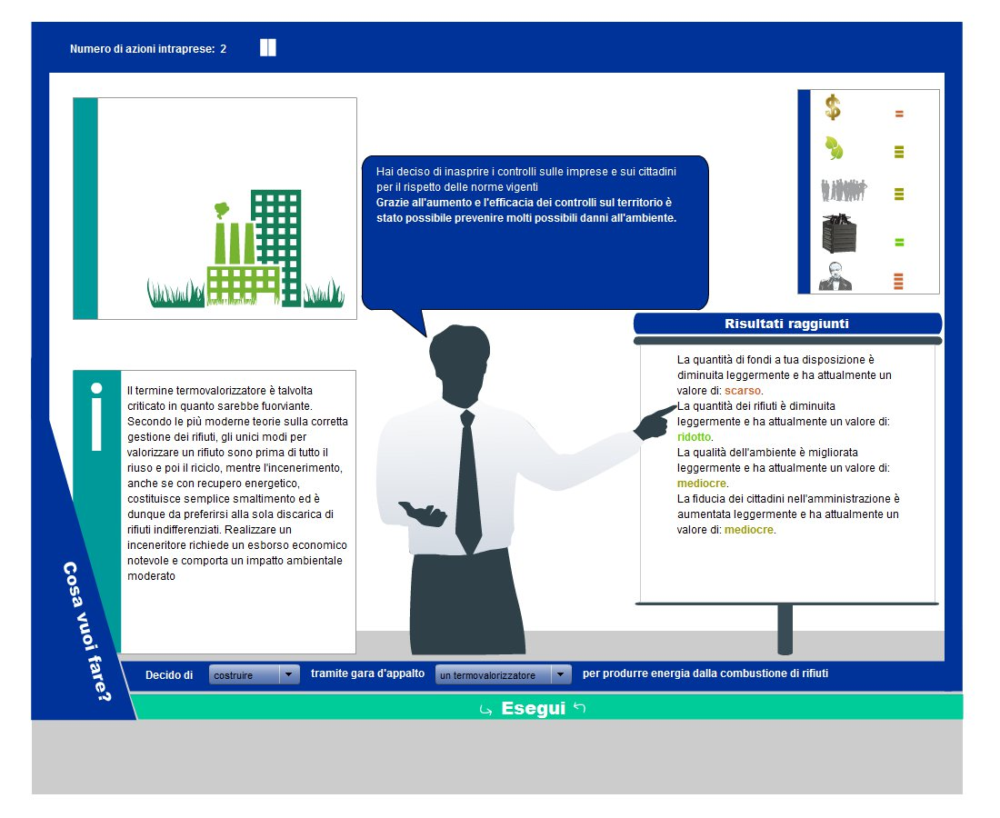 Numero di azioni intraprese: 2
Hai deciso di inasprire i controlli sulle imprese e sui cittadini
per il rispetto delle norme vigenti
Grazie all'aumento e l'efficacia dei controlli sul territorio è
stato possibile prevenire molti possibili danni all'ambiente.
$
Risultati raggiunti
La quantità di fondi a tua disposizione è
diminuita leggermente e ha attualmente un
valore di: scarso.
La quantità dei rifiuti è diminuita
leggermente e ha attualmente un valore di:
ridotto.
La qualità dell'ambiente è migliorata
leggermente e ha attualmente un valore di:
mediocre.
La fiducia dei cittadini nell'amministrazione è
aumentata leggermente e ha attualmente un
valore di: mediocre.
i
Il termine termovalorizzatore è talvolta
criticato in quanto sarebbe fuorviante.
Secondo le più moderne teorie sulla corretta
gestione dei rifiuti, gli unici modi per
valorizzare un rifiuto sono prima di tutto il
riuso e poi il riciclo, mentre l'incenerimento,
anche se con recupero energetico,
costituisce semplice smaltimento ed è
dunque da preferirsi alla sola discarica di
rifiuti indifferenziati. Realizzare un
inceneritore richiede un esborso economico
notevole e comporta un impatto ambientale
moderato
Cosa vuoi fare?
Decido di costruire tramite gara d'appalto un termovalorizzatore per produrre energia dalla combustione di rifiuti
Esegui